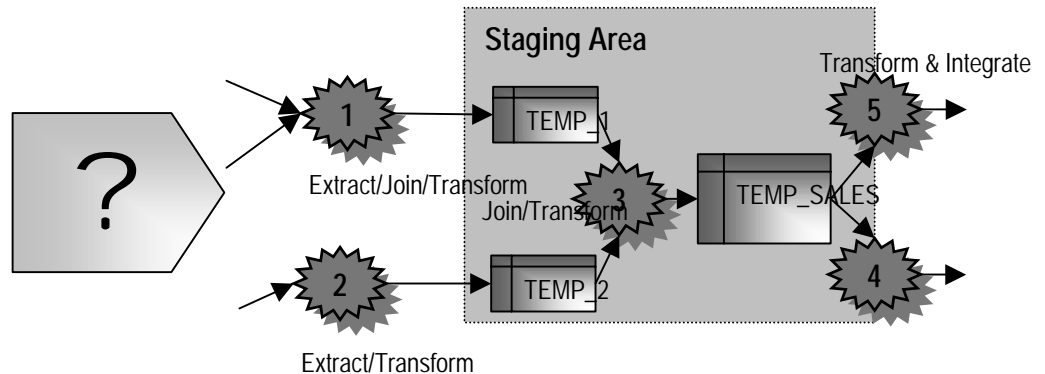 Staging Area
Transform & Integrate
5
1
TEMP_1
?
Extract/Join/Transform
3
TEMP_SALES
Join/Transform
2
TEMP_2
4
Extract/Transform